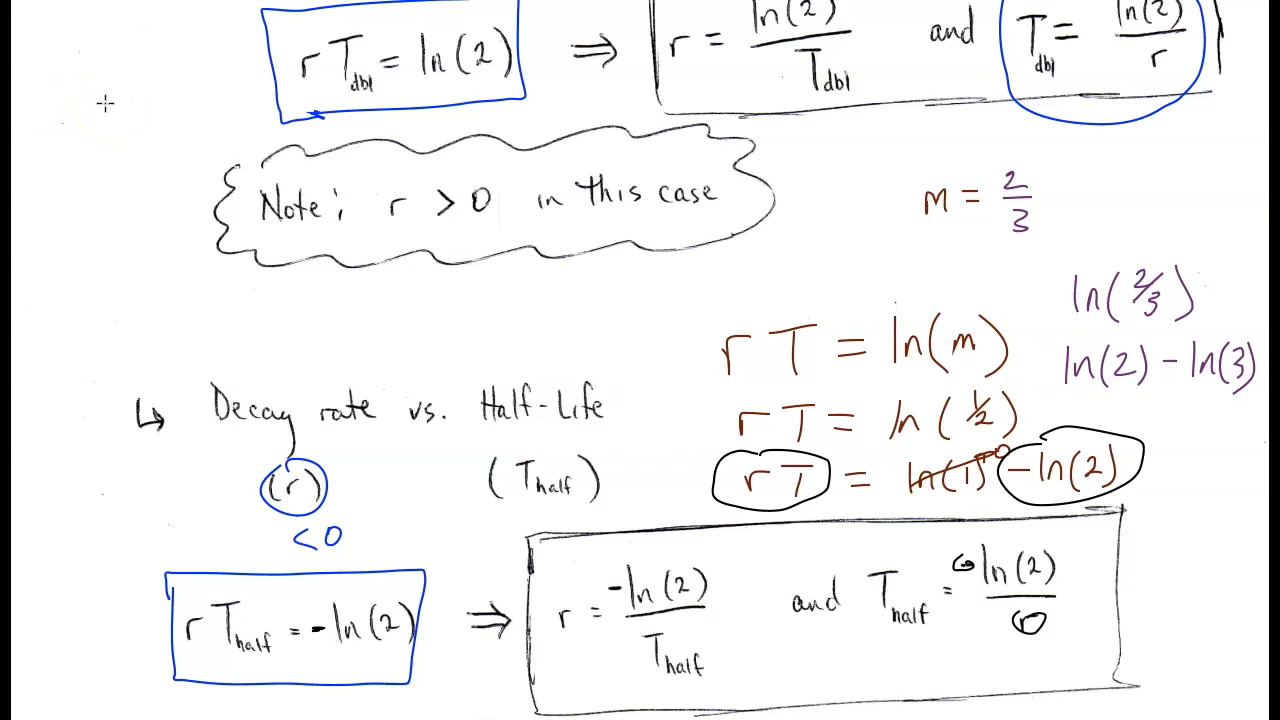 r T_dbl = ln(2) ⇒ r = ln(2) / T_dbl and T_dbl = ln(2) / r
Note: r > 0 in this case
m = 2/3
ln(2/3)
r T = ln(m)
ln(2) - ln(3)
↳ Decay rate vs. Half-Life
r T = ln(1/2)
(r) (T_half)
r T = ln(1) 0 - ln(2)
< 0
r T_half = -ln(2) ⇒ r = -ln(2) / T_half and T_half = -ln(2) / r